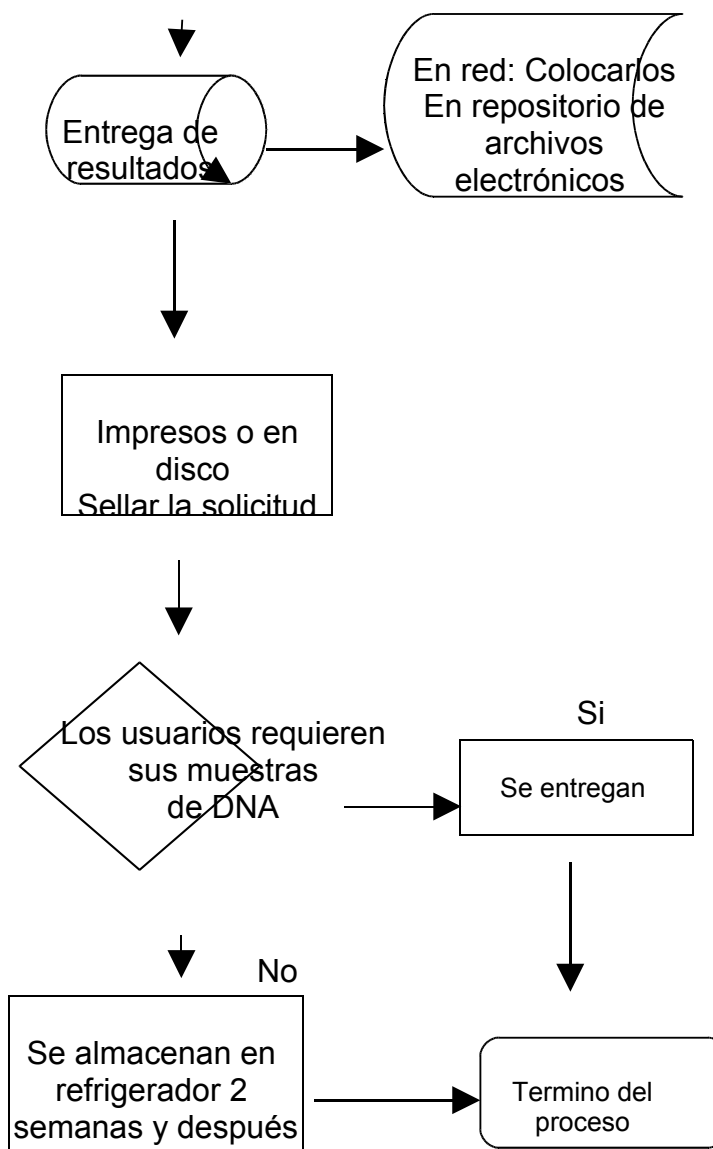 Entrega de
resultados
En red: Colocarlos
En repositorio de
archivos
electrónicos
Impresos o en
disco
Sellar la solicitud
Los usuarios requieren
sus muestras
de DNA
Si
Se entregan
No
Se almacenan en
refrigerador 2
semanas y después
Termino del
proceso